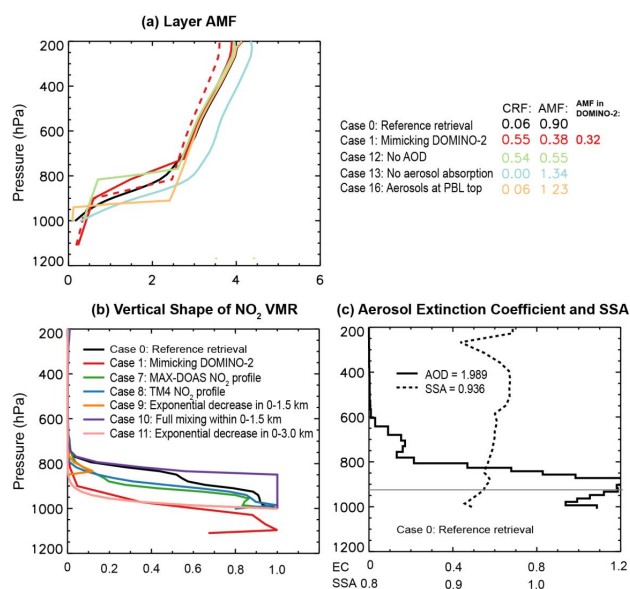 (a) Layer AMF
200
400
600
800
1000
1200
Pressure (hPa)
0 2 4 6
CRF: AMF: AMF in DOMINO-2:
Case 0: Reference retrieval 0.06 0.90
Case 1: Mimicking DOMINO-2 0.55 0.38 0.32
Case 12: No AOD 0.54 0.55
Case 13: No aerosol absorption 0.00 1.34
Case 16: Aerosols at PBL top 0.06 1.23
(b) Vertical Shape of NO₂ VMR
200
400
600
800
1000
1200
Pressure (hPa)
Case 0: Reference retrieval
Case 1: Mimicking DOMINO-2
Case 7: MAX-DOAS NO₂ profile
Case 8: TM4 NO₂ profile
Case 9: Exponential decrease in 0-1.5 km
Case 10: Full mixing within 0-1.5 km
Case 11: Exponential decrease in 0-3.0 km
0.0 0.2 0.4 0.6 0.8 1.0
(c) Aerosol Extinction Coefficient and SSA
200
400
600
800
1000
1200
AOD = 1.989
SSA = 0.936
Case 0: Reference retrieval
EC 0 0.2 0.4 0.6 0.8 1.0 1.2
SSA 0.8 0.9 1.0